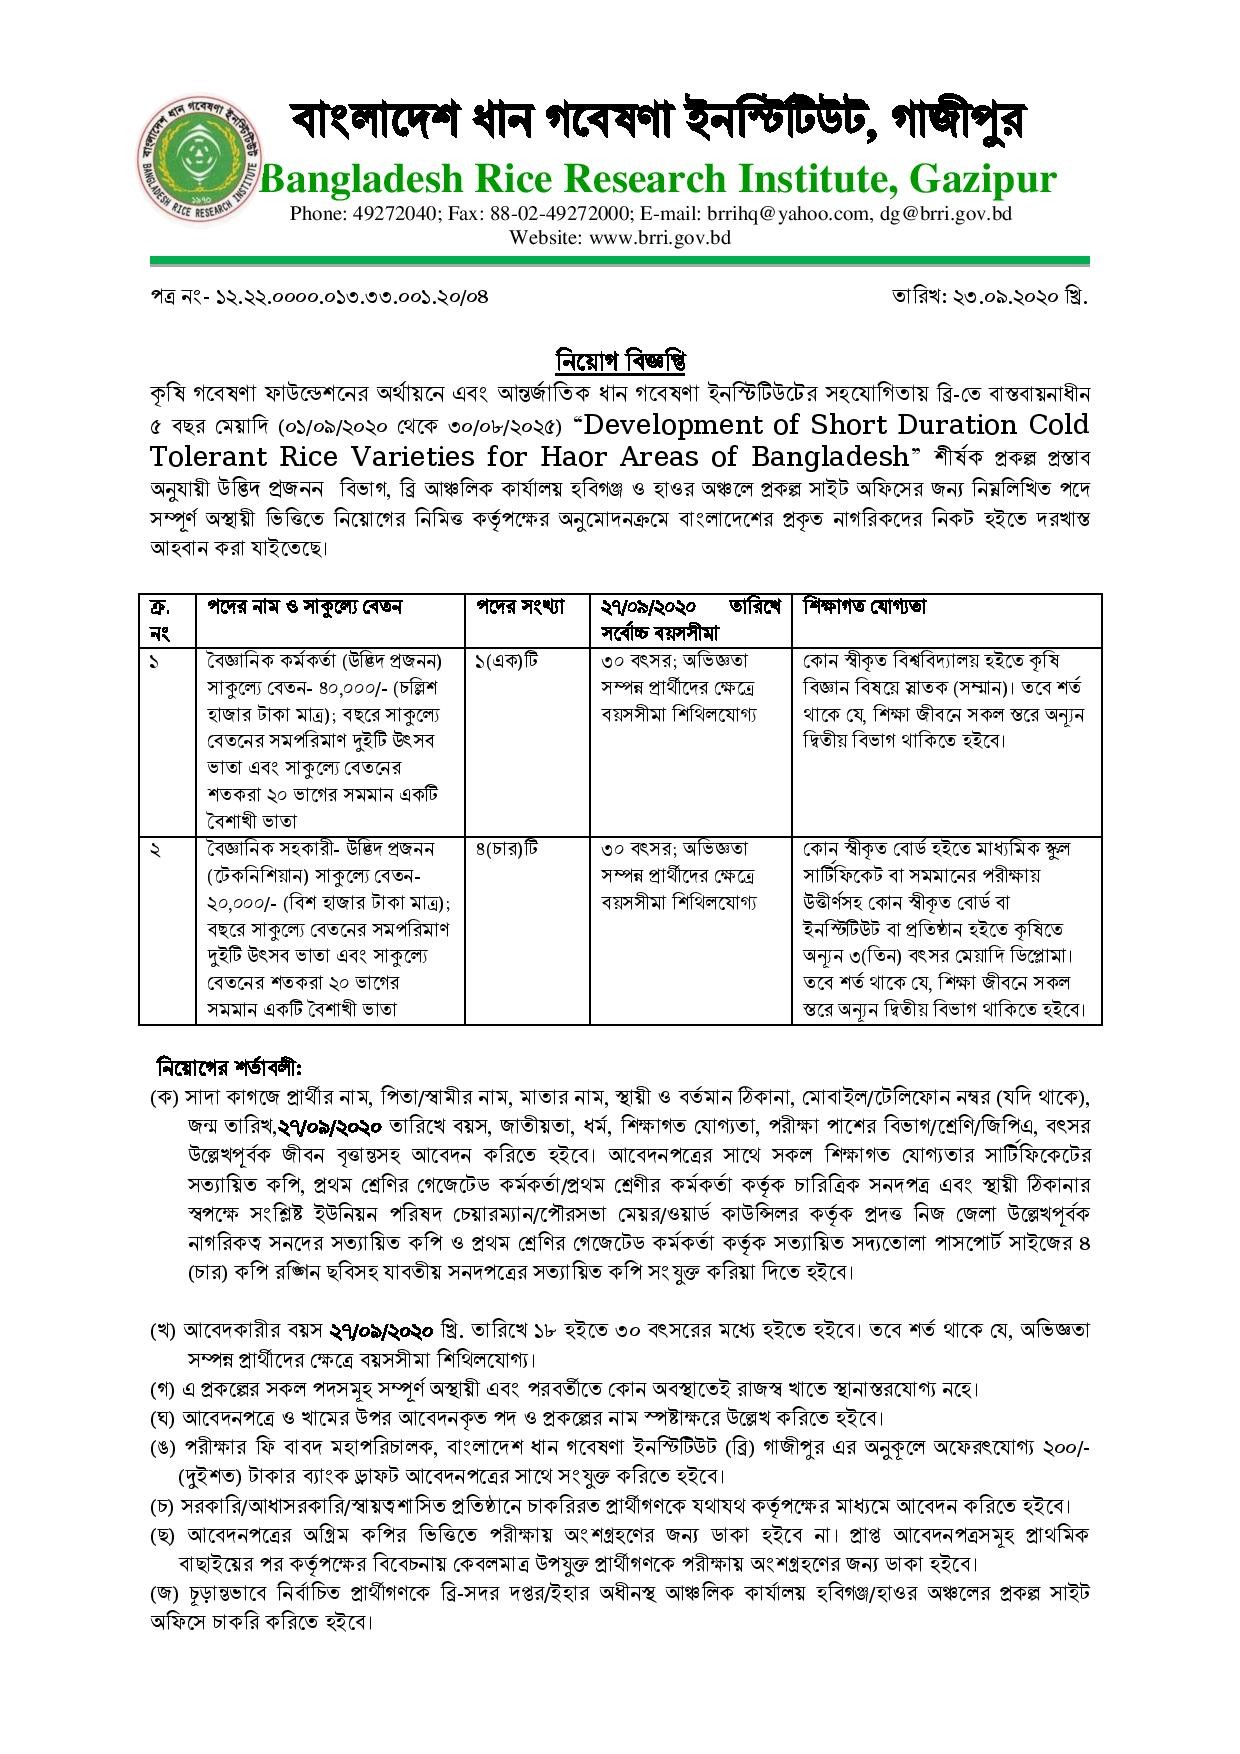 বাংলাদেশ ধান গবেষণা ইনস্টিটিউট, গাজীপুর
Bangladesh Rice Research Institute, Gazipur
Phone: 49272040; Fax: 88-02-49272000; E-mail: brrihq@yahoo.com, dg@brri.gov.bd
Website: www.brri.gov.bd
বাংলাদেশ ধান গবেষণা ইনস্টিটিউট
BANGLADESH RICE RESEARCH INSTITUTE
১৯৭০
পত্র নং- ১২.২২.০০০০.০১৩.৩৩.০০১.২০/০৪
তারিখ: ২৩.০৯.২০২০ খ্রি.
নিয়োগ বিজ্ঞপ্তি
কৃষি গবেষণা ফাউন্ডেশনের অর্থায়নে এবং আন্তর্জাতিক ধান গবেষণা ইনস্টিটিউটের সহযোগিতায় ব্রি-তে বাস্তবায়নাধীন
৫ বছর মেয়াদি (০১/০৯/২০২০ থেকে ৩০/০৮/২০২৫) “Development of Short Duration Cold
Tolerant Rice Varieties for Haor Areas of Bangladesh” শীর্ষক প্রকল্প প্রস্তাব
অনুযায়ী উদ্ভিদ প্রজনন বিভাগ, ব্রি আঞ্চলিক কার্যালয় হবিগঞ্জ ও হাওর অঞ্চলে প্রকল্প সাইট অফিসের জন্য নিম্নলিখিত পদে
সম্পূর্ণ অস্থায়ী ভিত্তিতে নিয়োগের নিমিত্ত কর্তৃপক্ষের অনুমোদনক্রমে বাংলাদেশের প্রকৃত নাগরিকদের নিকট হইতে দরখাস্ত
আহবান করা যাইতেছে।
ক্র. নং
পদের নাম ও সাকুল্যে বেতন
পদের সংখ্যা
২৭/০৯/২০২০ তারিখে
সর্বোচ্চ বয়সসীমা
শিক্ষাগত যোগ্যতা
১
বৈজ্ঞানিক কর্মকর্তা (উদ্ভিদ প্রজনন)
সাকুল্যে বেতন- ৪০,০০০/- (চল্লিশ
হাজার টাকা মাত্র); বছরে সাকুল্যে
বেতনের সমপরিমাণ দুইটি উৎসব
ভাতা এবং সাকুল্যে বেতনের
শতকরা ২০ ভাগের সমমান একটি
বৈশাখী ভাতা
১(এক)টি
৩০ বৎসর; অভিজ্ঞতা
সম্পন্ন প্রার্থীদের ক্ষেত্রে
বয়সসীমা শিথিলযোগ্য
কোন স্বীকৃত বিশ্ববিদ্যালয় হইতে কৃষি
বিজ্ঞান বিষয়ে স্নাতক (সম্মান)। তবে শর্ত
থাকে যে, শিক্ষা জীবনে সকল স্তরে অন্যূন
দ্বিতীয় বিভাগ থাকিতে হইবে।
২
বৈজ্ঞানিক সহকারী- উদ্ভিদ প্রজনন
(টেকনিশিয়ান) সাকুল্যে বেতন-
২০,০০০/- (বিশ হাজার টাকা মাত্র);
বছরে সাকুল্যে বেতনের সমপরিমাণ
দুইটি উৎসব ভাতা এবং সাকুল্যে
বেতনের শতকরা ২০ ভাগের
সমমান একটি বৈশাখী ভাতা
৪(চার)টি
৩০ বৎসর; অভিজ্ঞতা
সম্পন্ন প্রার্থীদের ক্ষেত্রে
বয়সসীমা শিথিলযোগ্য
কোন স্বীকৃত বোর্ড হইতে মাধ্যমিক স্কুল
সার্টিফিকেট বা সমমানের পরীক্ষায়
উত্তীর্ণসহ কোন স্বীকৃত বোর্ড বা
ইনস্টিটিউট বা প্রতিষ্ঠান হইতে কৃষিতে
অন্যূন ৩(তিন) বৎসর মেয়াদি ডিপ্লোমা।
তবে শর্ত থাকে যে, শিক্ষা জীবনে সকল
স্তরে অন্যূন দ্বিতীয় বিভাগ থাকিতে হইবে।
নিয়োগের শর্তাবলী:
(ক) সাদা কাগজে প্রার্থীর নাম, পিতা/স্বামীর নাম, মাতার নাম, স্থায়ী ও বর্তমান ঠিকানা, মোবাইল/টেলিফোন নম্বর (যদি থাকে),
জন্ম তারিখ,২৭/০৯/২০২০ তারিখে বয়স, জাতীয়তা, ধর্ম, শিক্ষাগত যোগ্যতা, পরীক্ষা পাশের বিভাগ/শ্রেণি/জিপিএ, বৎসর
উল্লেখপূর্বক জীবন বৃত্তান্তসহ আবেদন করিতে হইবে। আবেদনপত্রের সাথে সকল শিক্ষাগত যোগ্যতার সার্টিফিকেটের
সত্যায়িত কপি, প্রথম শ্রেণির গেজেটেড কর্মকর্তা/প্রথম শ্রেণীর কর্মকর্তা কর্তৃক চারিত্রিক সনদপত্র এবং স্থায়ী ঠিকানার
স্বপক্ষে সংশ্লিষ্ট ইউনিয়ন পরিষদ চেয়ারম্যান/পৌরসভা মেয়র/ওয়ার্ড কাউন্সিলর কর্তৃক প্রদত্ত নিজ জেলা উল্লেখপূর্বক
নাগরিকত্ব সনদের সত্যায়িত কপি ও প্রথম শ্রেণির গেজেটেড কর্মকর্তা কর্তৃক সত্যায়িত সদ্যতোলা পাসপোর্ট সাইজের ৪
(চার) কপি রঙ্গিন ছবিসহ যাবতীয় সনদপত্রের সত্যায়িত কপি সংযুক্ত করিয়া দিতে হইবে।
(খ) আবেদকারীর বয়স ২৭/০৯/২০২০ খ্রি. তারিখে ১৮ হইতে ৩০ বৎসরের মধ্যে হইতে হইবে। তবে শর্ত থাকে যে, অভিজ্ঞতা
সম্পন্ন প্রার্থীদের ক্ষেত্রে বয়সসীমা শিথিলযোগ্য।
(গ) এ প্রকল্পের সকল পদসমূহ সম্পূর্ণ অস্থায়ী এবং পরবর্তীতে কোন অবস্থাতেই রাজস্ব খাতে স্থানান্তরযোগ্য নহে।
(ঘ) আবেদনপত্রে ও খামের উপর আবেদনকৃত পদ ও প্রকল্পের নাম স্পষ্টাক্ষরে উল্লেখ করিতে হইবে।
(ঙ) পরীক্ষার ফি বাবদ মহাপরিচালক, বাংলাদেশ ধান গবেষণা ইনস্টিটিউট (ব্রি) গাজীপুর এর অনুকূলে অফেরৎযোগ্য ২০০/-
(দুইশত) টাকার ব্যাংক ড্রাফট আবেদনপত্রের সাথে সংযুক্ত করিতে হইবে।
(চ) সরকারি/আধাসরকারি/স্বায়ত্বশাসিত প্রতিষ্ঠানে চাকরিরত প্রার্থীগণকে যথাযথ কর্তৃপক্ষের মাধ্যমে আবেদন করিতে হইবে।
(ছ) আবেদনপত্রের অগ্রিম কপির ভিত্তিতে পরীক্ষায় অংশগ্রহণের জন্য ডাকা হইবে না। প্রাপ্ত আবেদনপত্রসমূহ প্রাথমিক
বাছাইয়ের পর কর্তৃপক্ষের বিবেচনায় কেবলমাত্র উপযুক্ত প্রার্থীগণকে পরীক্ষায় অংশগ্রহণের জন্য ডাকা হইবে।
(জ) চূড়ান্তভাবে নির্বাচিত প্রার্থীগণকে ব্রি-সদর দপ্তর/ইহার অধীনস্থ আঞ্চলিক কার্যালয় হবিগঞ্জ/হাওর অঞ্চলের প্রকল্প সাইট
অফিসে চাকরি করিতে হইবে।